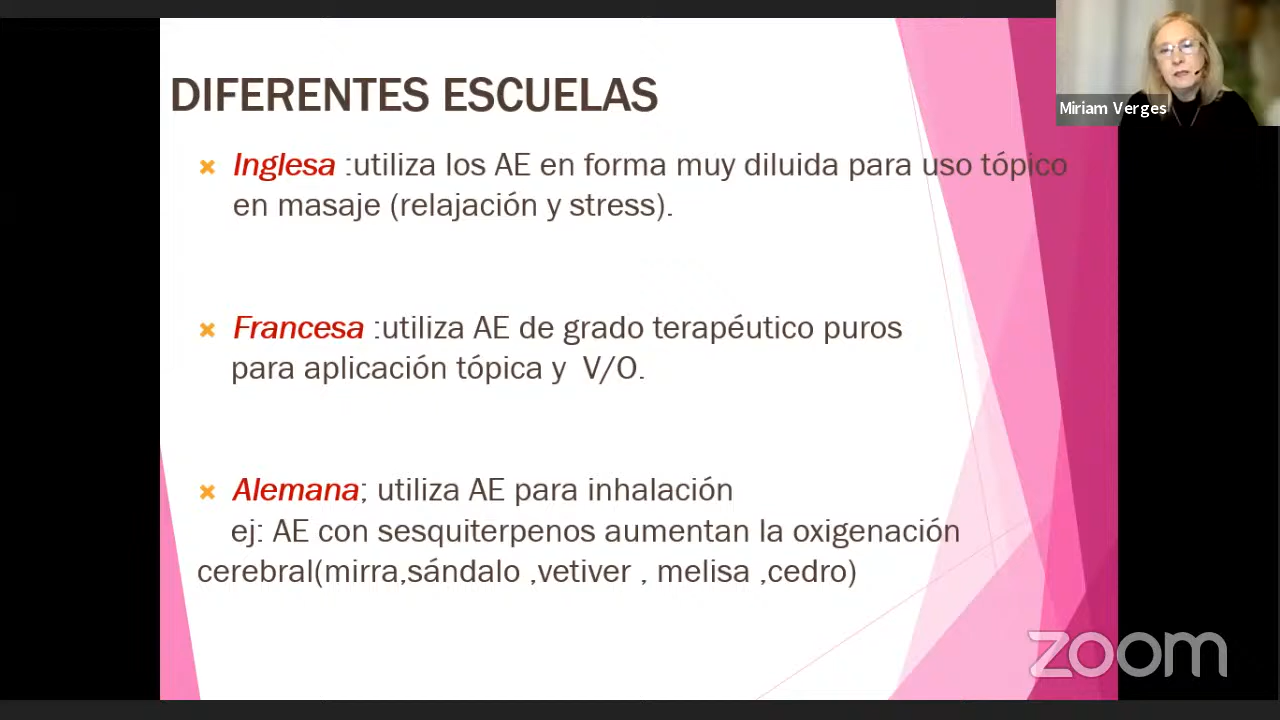 DIFERENTES ESCUELAS
Inglesa :utiliza los AE en forma muy diluida para uso tópico
en masaje (relajación y stress).
Francesa :utiliza AE de grado terapéutico puros
para aplicación tópica y V/O.
Alemana; utiliza AE para inhalación
ej: AE con sesquiterpenos aumentan la oxigenación
cerebral(mirra,sándalo ,vetiver , melisa ,cedro)
Miriam Verges
zoom